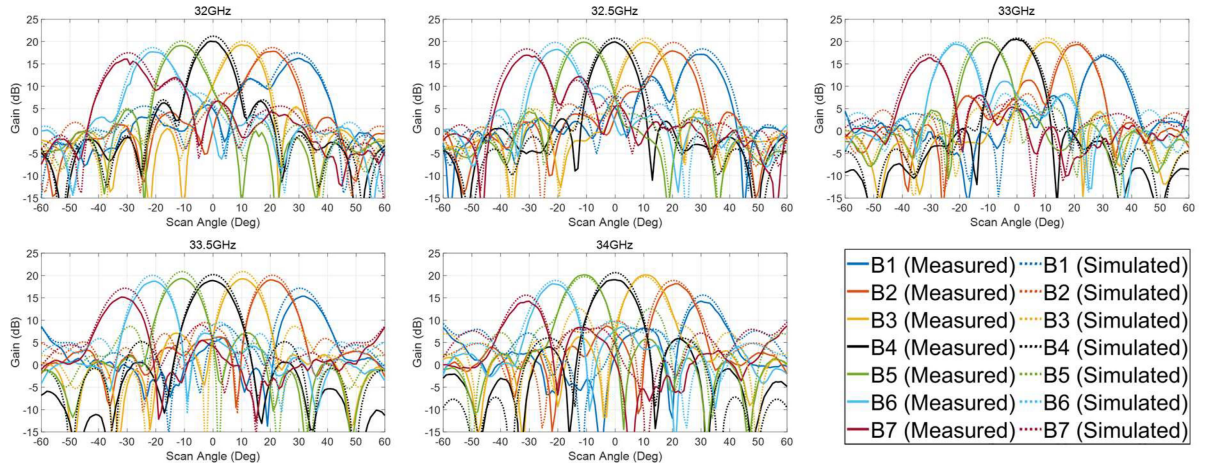 32GHz
25
20
15
10
5
0
-5
-10
-15
Gain (dB)
-60 -50 -40 -30 -20 -10 0 10 20 30 40 50 60
Scan Angle (Deg)
32.5GHz
25
20
15
10
5
0
-5
-10
-15
Gain (dB)
-60 -50 -40 -30 -20 -10 0 10 20 30 40 50 60
Scan Angle (Deg)
33GHz
25
20
15
10
5
0
-5
-10
-15
Gain (dB)
-60 -50 -40 -30 -20 -10 0 10 20 30 40 50 60
Scan Angle (Deg)
33.5GHz
25
20
15
10
5
0
-5
-10
-15
Gain (dB)
-60 -50 -40 -30 -20 -10 0 10 20 30 40 50 60
Scan Angle (Deg)
34GHz
25
20
15
10
5
0
-5
-10
-15
Gain (dB)
-60 -50 -40 -30 -20 -10 0 10 20 30 40 50 60
Scan Angle (Deg)
B1 (Measured) B1 (Simulated)
B2 (Measured) B2 (Simulated)
B3 (Measured) B3 (Simulated)
B4 (Measured) B4 (Simulated)
B5 (Measured) B5 (Simulated)
B6 (Measured) B6 (Simulated)
B7 (Measured) B7 (Simulated)